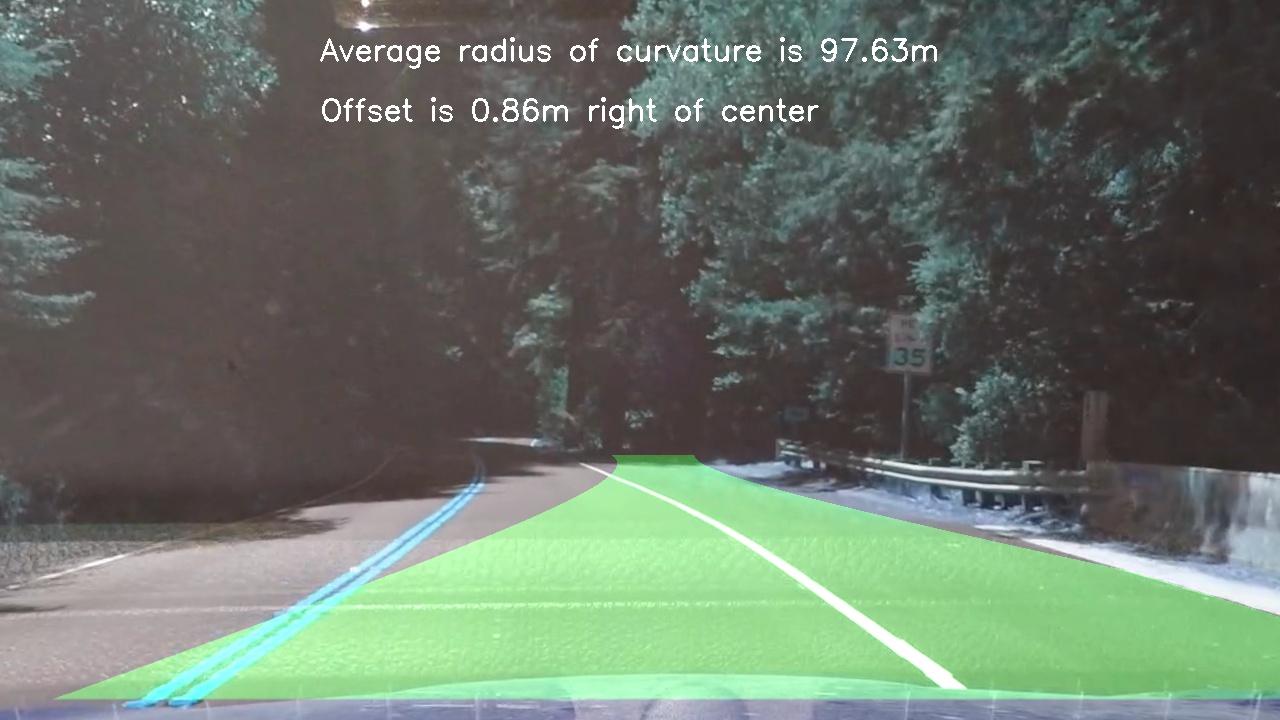 Average radius of curvature is 97.63m
Offset is 0.86m right of center
35